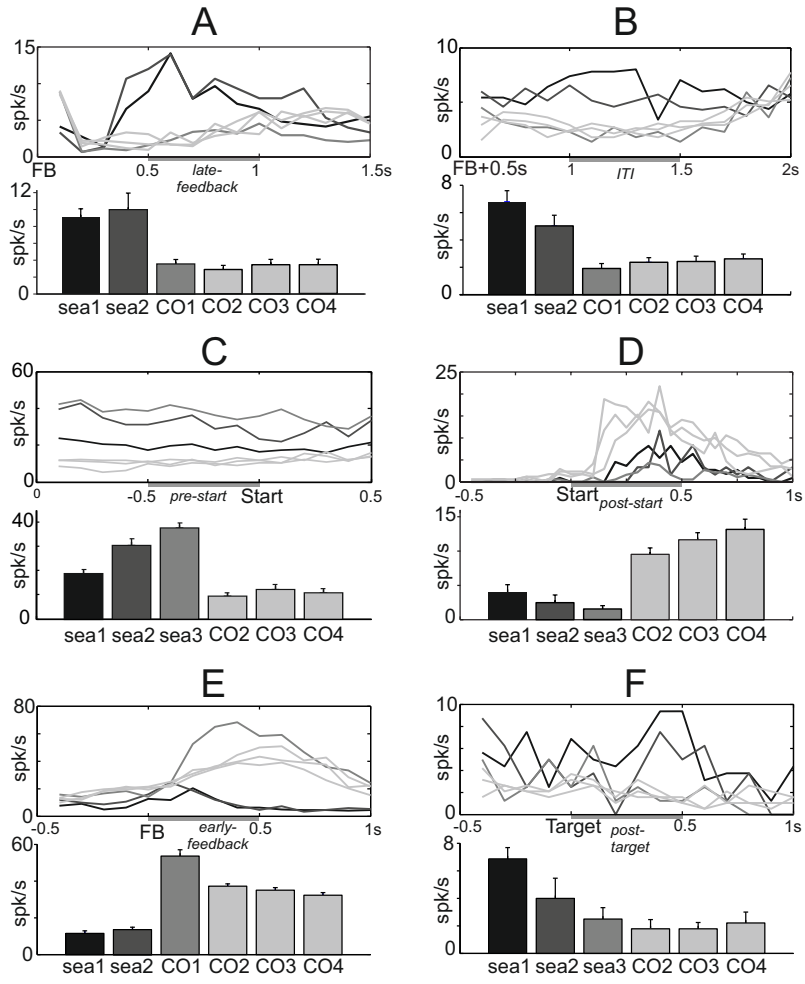 A
15
spk/s
0
FB
0.5
late-
feedback
1
1.5s
12
spk/s
0
sea1 sea2 CO1 CO2 CO3 CO4
B
10
5
spk/s
0
FB+0.5s
1
ITI
1.5
2s
8
spk/s
0
sea1 sea2 CO1 CO2 CO3 CO4
C
60
spk/s
0
0
-0.5
pre-start
Start
0.5
40
spk/s
0
sea1 sea2 sea3 CO2 CO3 CO4
D
25
spk/s
0
-0.5
Start
post-start
0.5
1s
15
spk/s
0
sea1 sea2 sea3 CO2 CO3 CO4
E
80
spk/s
0
-0.5
FB
early-
feedback
0.5
1s
60
spk/s
0
sea1 sea2 CO1 CO2 CO3 CO4
F
10
spk/s
0
-0.5
Target
post-
target
0.5
1s
8
spk/s
0
sea1 sea2 sea3 CO2 CO3 CO4